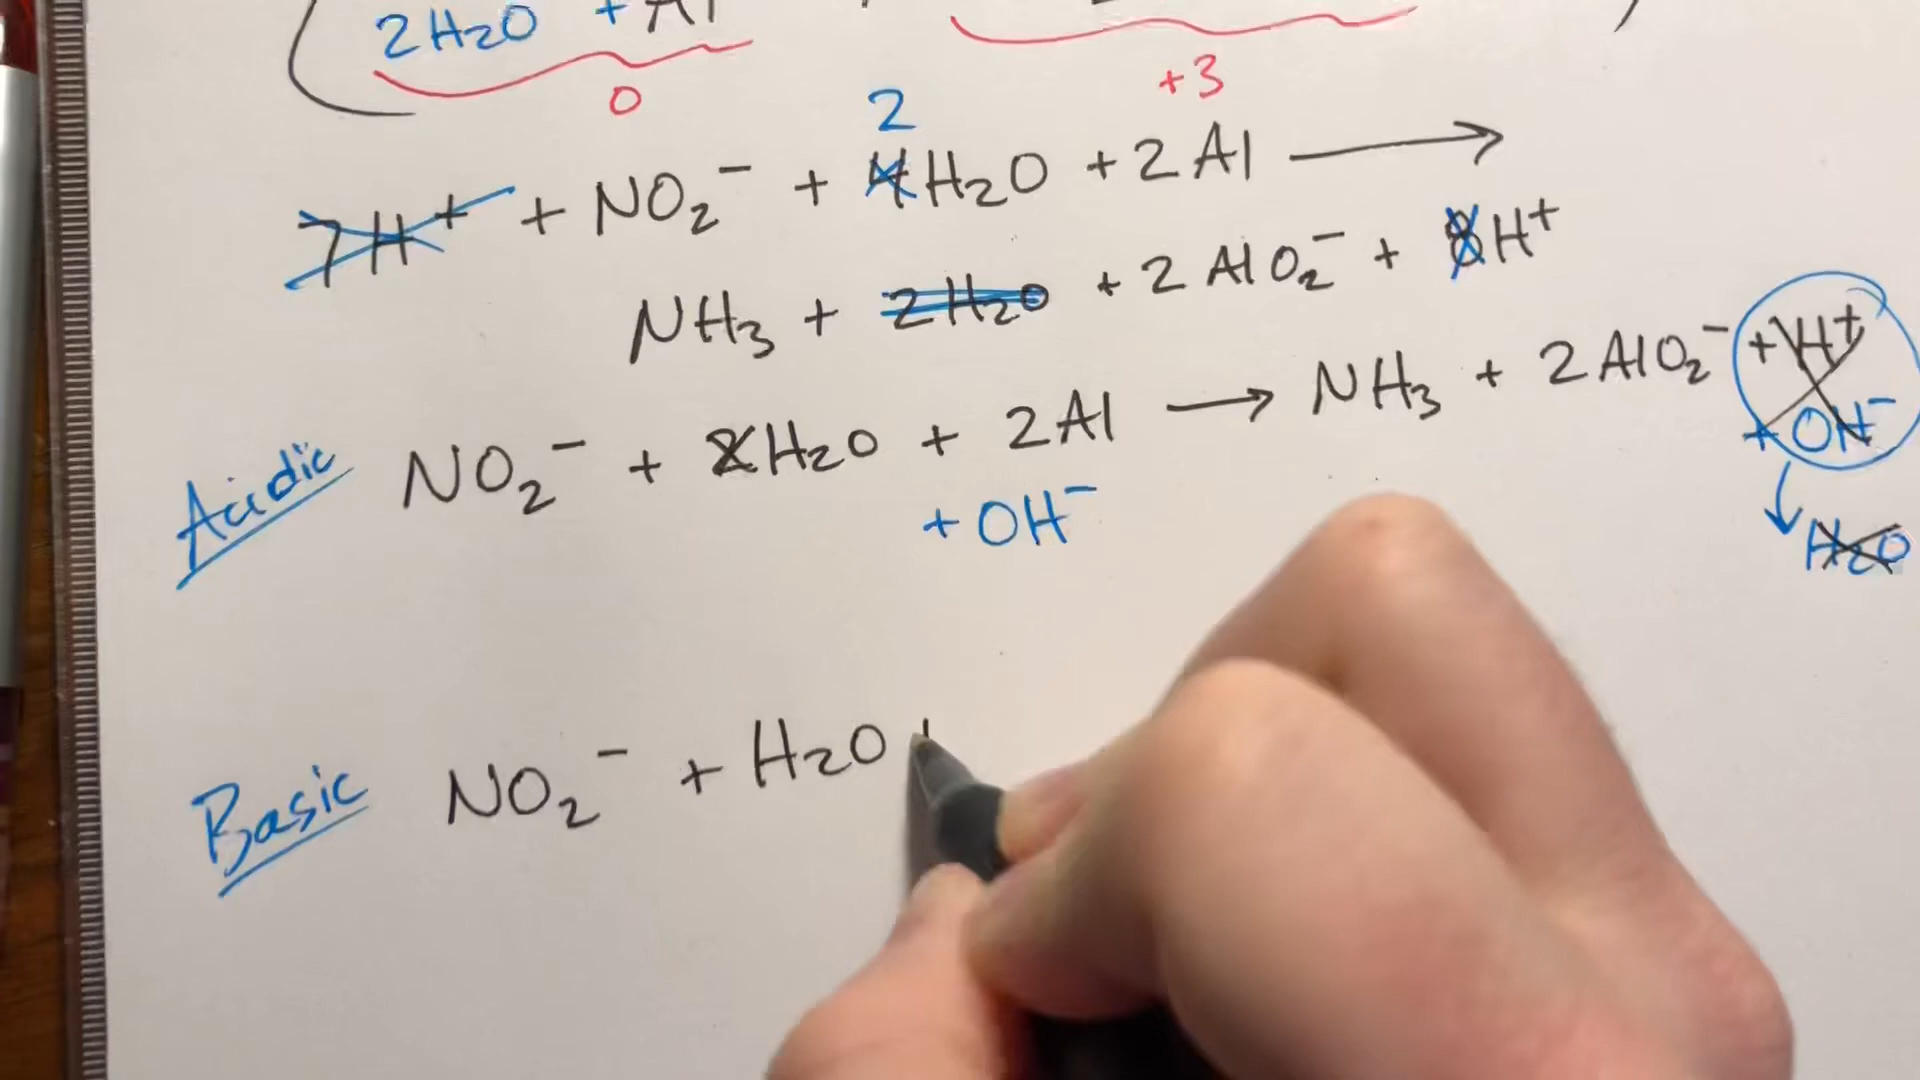 2H₂O + Al
0
+3
2
7H⁺ + NO₂⁻ + 4H₂O + 2Al ⟶
NH₃ + 2H₂O + 2AlO₂⁻ + 8H⁺
Acidic NO₂⁻ + 2H₂O + 2Al ⟶ NH₃ + 2AlO₂⁻ + H⁺
+ OH⁻ + OH⁻
↓ H₂O
Basic NO₂⁻ + H₂O